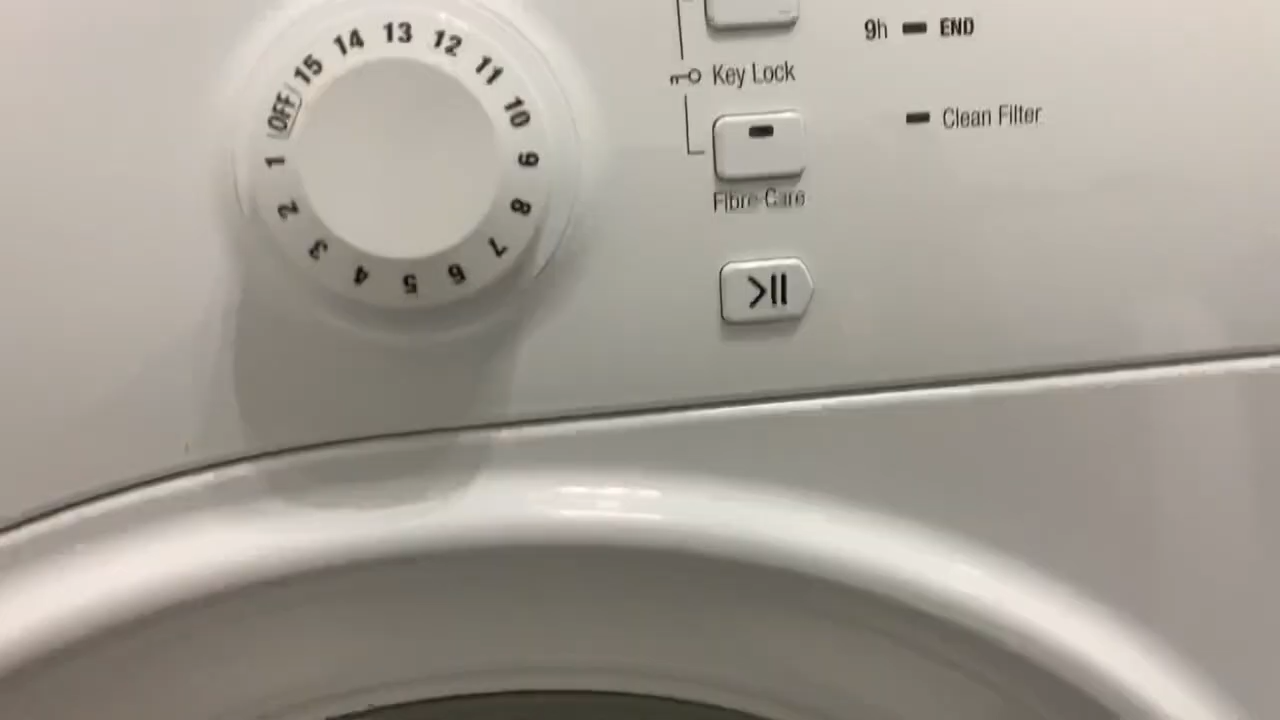 OFF 15 14 13 12 11 10 9 8 7 6 5 4 3 2 1
9h END
Key Lock
Clean Filter
Fibre Care
>II